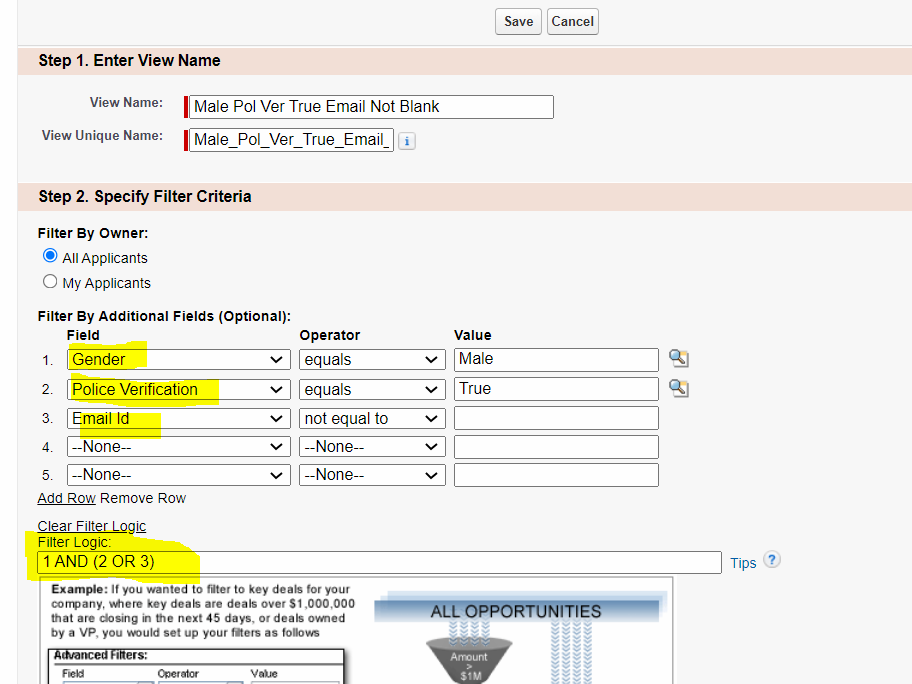 Save Cancel
Step 1. Enter View Name
View Name: Male Pol Ver True Email Not Blank
View Unique Name: Male_Pol_Ver_True_Email_ i
Step 2. Specify Filter Criteria
Filter By Owner:
All Applicants
My Applicants
Filter By Additional Fields (Optional):
Field Operator Value
1. Gender equals Male
2. Police Verification equals True
3. Email Id not equal to
4. --None-- --None--
5. --None-- --None--
Add Row Remove Row
Clear Filter Logic
Filter Logic:
1 AND (2 OR 3) Tips ?
Example: If you wanted to filter to key deals for your
company, where key deals are deals over $1,000,000
that are closing in the next 45 days, or deals owned
by a VP, you would set up your filters as follows
ALL OPPORTUNITIES
Advanced Filters:
Field Operator Value
Amount
>
$1M